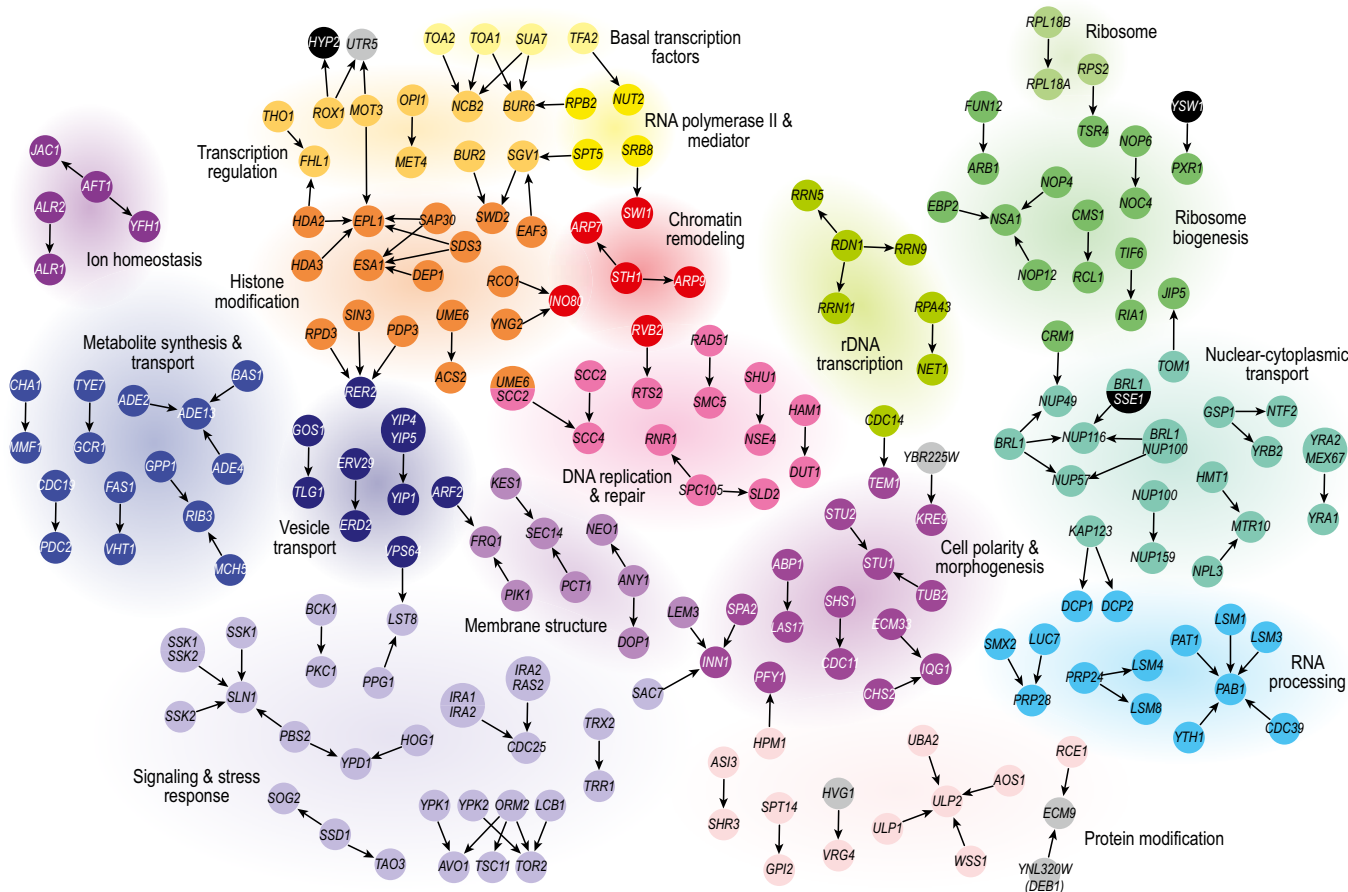 HYP2
UTR5
TOA2
TOA1
SUA7
TFA2
Basal transcription
factors
RPL18B
Ribosome
RPL18A
RPS2
THO1
ROX1
MOT3
OPI1
NCB2
BUR6
RPB2
NUT2
RNA polymerase II &
mediator
FUN12
TSR4
YSW1
NOP6
JAC1
AFT1
ALR2
YFH1
ALR1
Ion homeostasis
Transcription
regulation
FHL1
MET4
BUR2
SGV1
SPT5
SRB8
ARB1
PXR1
NOP4
NOC4
EBP2
NSA1
CMS1
Ribosome
biogenesis
NOP12
RCL1
TIF6
RIA1
JIP5
HDA2
EPL1
SAP30
SWD2
EAF3
SWI1
ARP7
Chromatin
remodeling
RRN5
RDN1
RRN9
HDA3
ESA1
SDS3
DEP1
RCO1
INO80
STH1
ARP9
RRN11
RPA43
Histone
modification
SIN3
RPD3
PDP3
UME6
YNG2
RVB2
RAD51
rDNA
transcription
NET1
CRM1
TOM1
Nuclear-cytoplasmic
transport
Metabolite synthesis &
transport
CHA1
TYE7
ADE2
BAS1
ADE13
RER2
ACS2
UME6
SCC2
SCC2
RTS2
SMC5
SHU1
HAM1
NUP49
BRL1
SSE1
GSP1
NTF2
MMF1
GCR1
GPP1
ADE4
GOS1
YIP4
YIP5
SCC4
RNR1
NSE4
DUT1
CDC14
YBR225W
BRL1
NUP116
BRL1
NUP100
YRB2
YRA2
MEX67
CDC19
FAS1
RIB3
TLG1
ERV29
YIP1
ARF2
KES1
DNA replication
& repair
SPC105
SLD2
TEM1
NUP57
NUP100
HMT1
PDC2
VHT1
MCH5
Vesicle
transport
ERD2
VPS64
FRQ1
SEC14
NEO1
STU2
KRE9
KAP123
NUP159
MTR10
YRA1
NPL3
PIK1
PCT1
ANY1
ABP1
STU1
Cell polarity &
morphogenesis
TUB2
BCK1
LST8
Membrane structure
DOP1
LEM3
SPA2
LAS17
SHS1
ECM33
DCP1
DCP2
SSK1
SSK2
SSK1
PKC1
PPG1
IRA2
RAS2
INN1
CDC11
IQG1
SMX2
LUC7
PAT1
LSM1
LSM3
RNA
processing
SLN1
SSK2
IRA1
IRA2
SAC7
PFY1
CHS2
PRP28
PRP24
LSM4
LSM8
PAB1
PBS2
YPD1
HOG1
CDC25
TRX2
HPM1
YTH1
CDC39
Signaling & stress
response
TRR1
ASI3
UBA2
RCE1
SOG2
SSD1
TAO3
YPK1
YPK2
ORM2
LCB1
SHR3
SPT14
HVG1
ULP2
AOS1
ECM9
Protein modification
AVO1
TSC11
TOR2
GPI2
VRG4
ULP1
WSS1
YNL320W
(DEB1)